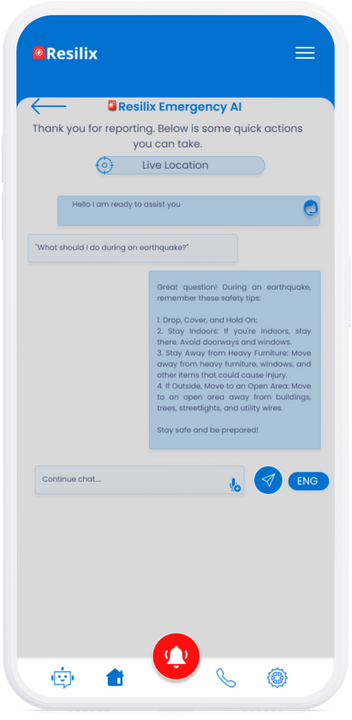 Resilix
Resilix Emergency AI
Thank you for reporting. Below is some quick actions
you can take.
Live Location
Hello I am ready to assist you
"What should I do during an earthquake?"
Great question! During an earthquake,
remember these safety tips:
1. Drop, Cover, and Hold On:
2. Stay Indoors: If you're indoors, stay
there. Avoid doorways and windows.
3. Stay Away from Heavy Furniture: Move
away from heavy furniture, windows, and
other items that could cause injury.
4. If Outside, Move to an Open Area: Move
to an open area away from buildings,
trees, streetlights, and utility wires.
Stay safe and be prepared!
Continue chat...
ENG